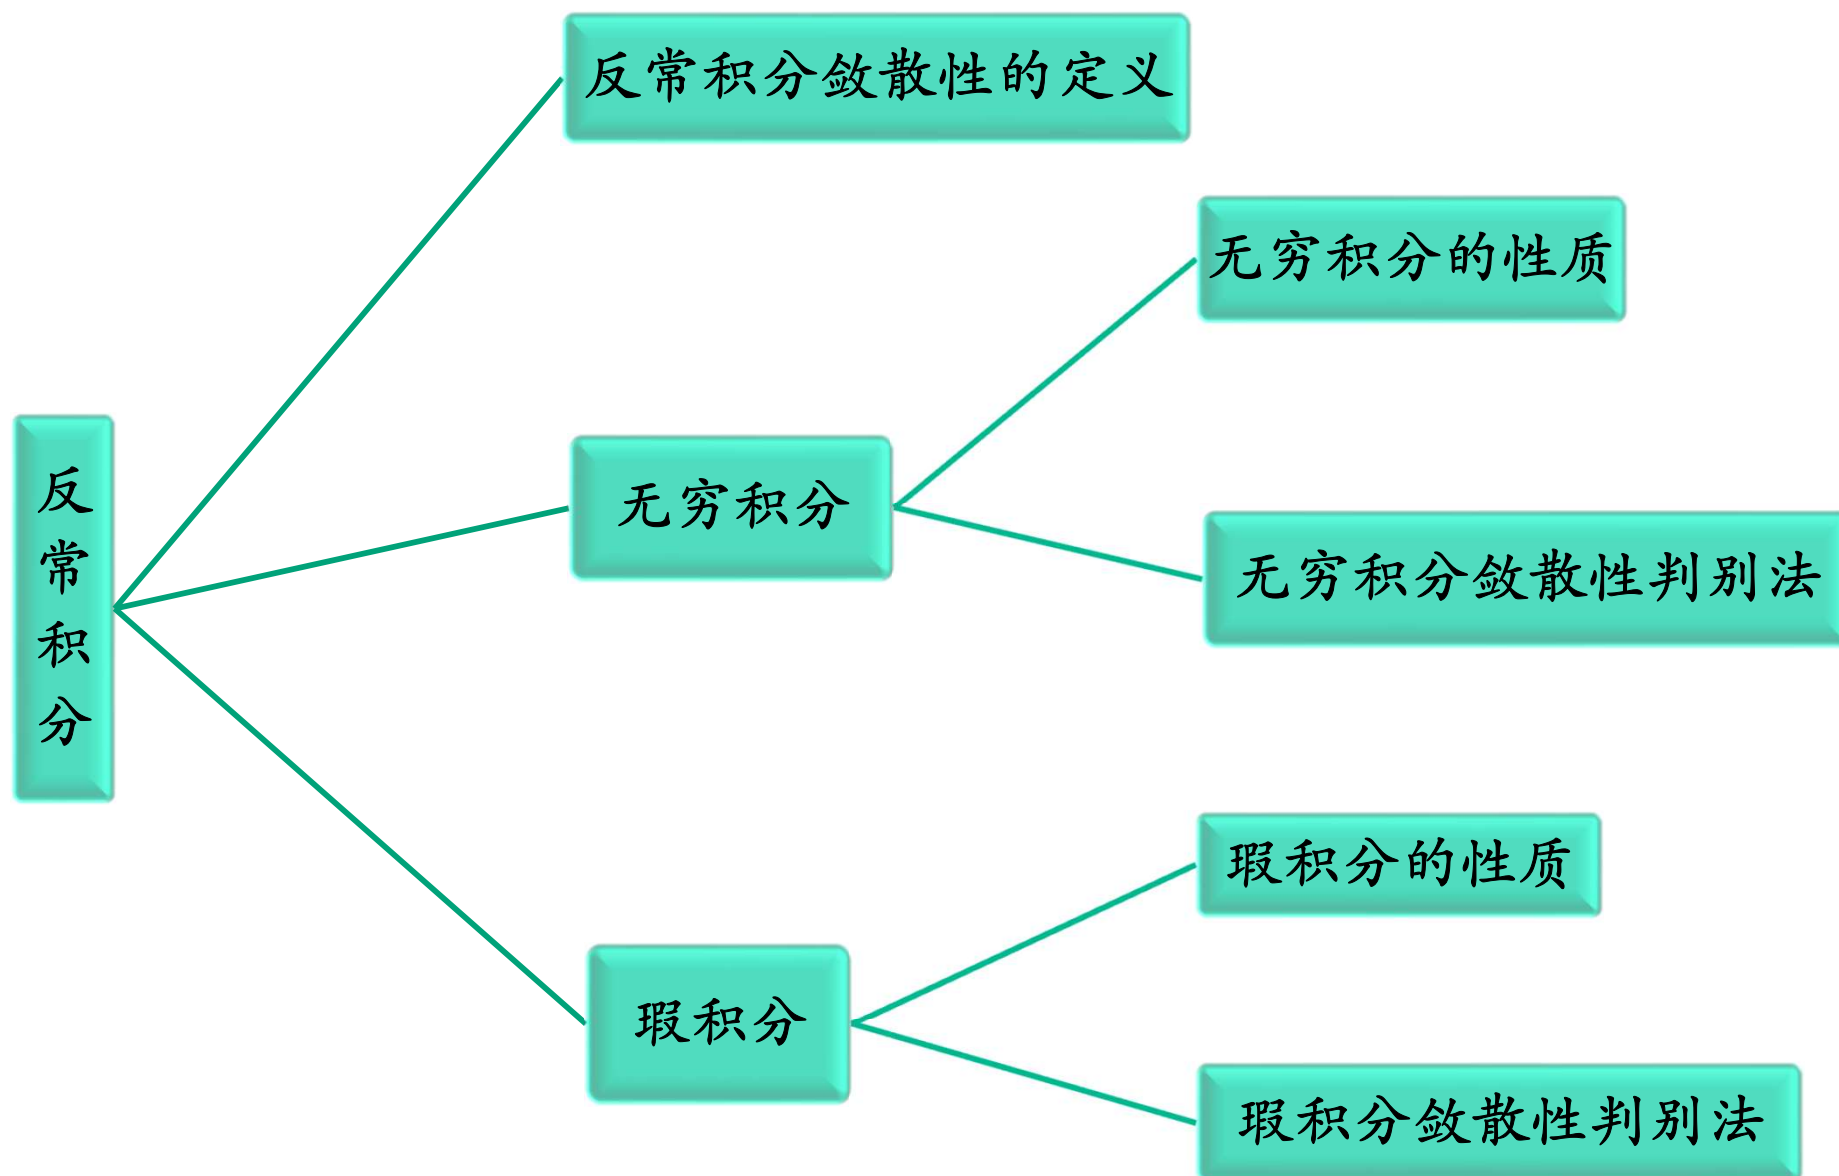 反常积分
反常积分敛散性的定义
无穷积分
无穷积分的性质
无穷积分敛散性判别法
瑕积分
瑕积分的性质
瑕积分敛散性判别法